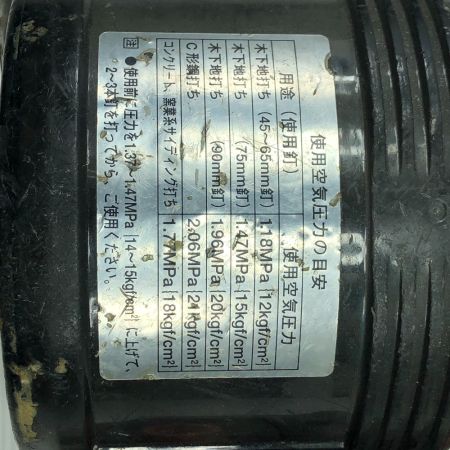 使用空気圧力の目安
用途(使用釘) 使用空気圧力
木下地打ち (45~65mm釘) 1.18MPa{12kgf/cm²}
木下地打ち (75mm釘) 1.47MPa{15kgf/cm²}
木下地打ち (90mm釘) 1.96MPa{20kgf/cm²}
C形鋼打ち 2.06MPa{21kgf/cm²}
コンクリート、窯業系サイディング打ち 1.77MPa{18kgf/cm²}
注 ●使用前に圧力を1.37~1.47MPa{14~15kgf/cm²}に上げて、
2~3本釘を打ってから、ご使用ください。